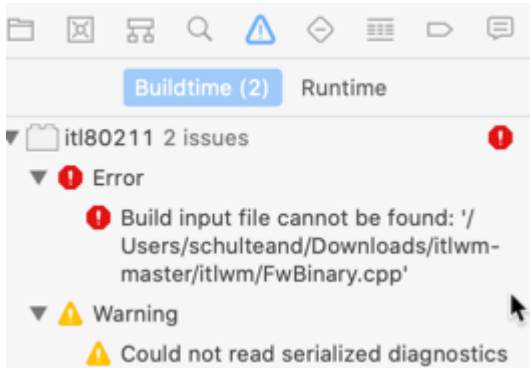 Buildtime (2) Runtime
itl80211 2 issues
Error
Build input file cannot be found: '/
Users/schulteand/Downloads/itlwm-
master/itlwm/FwBinary.cpp'
Warning
Could not read serialized diagnostics